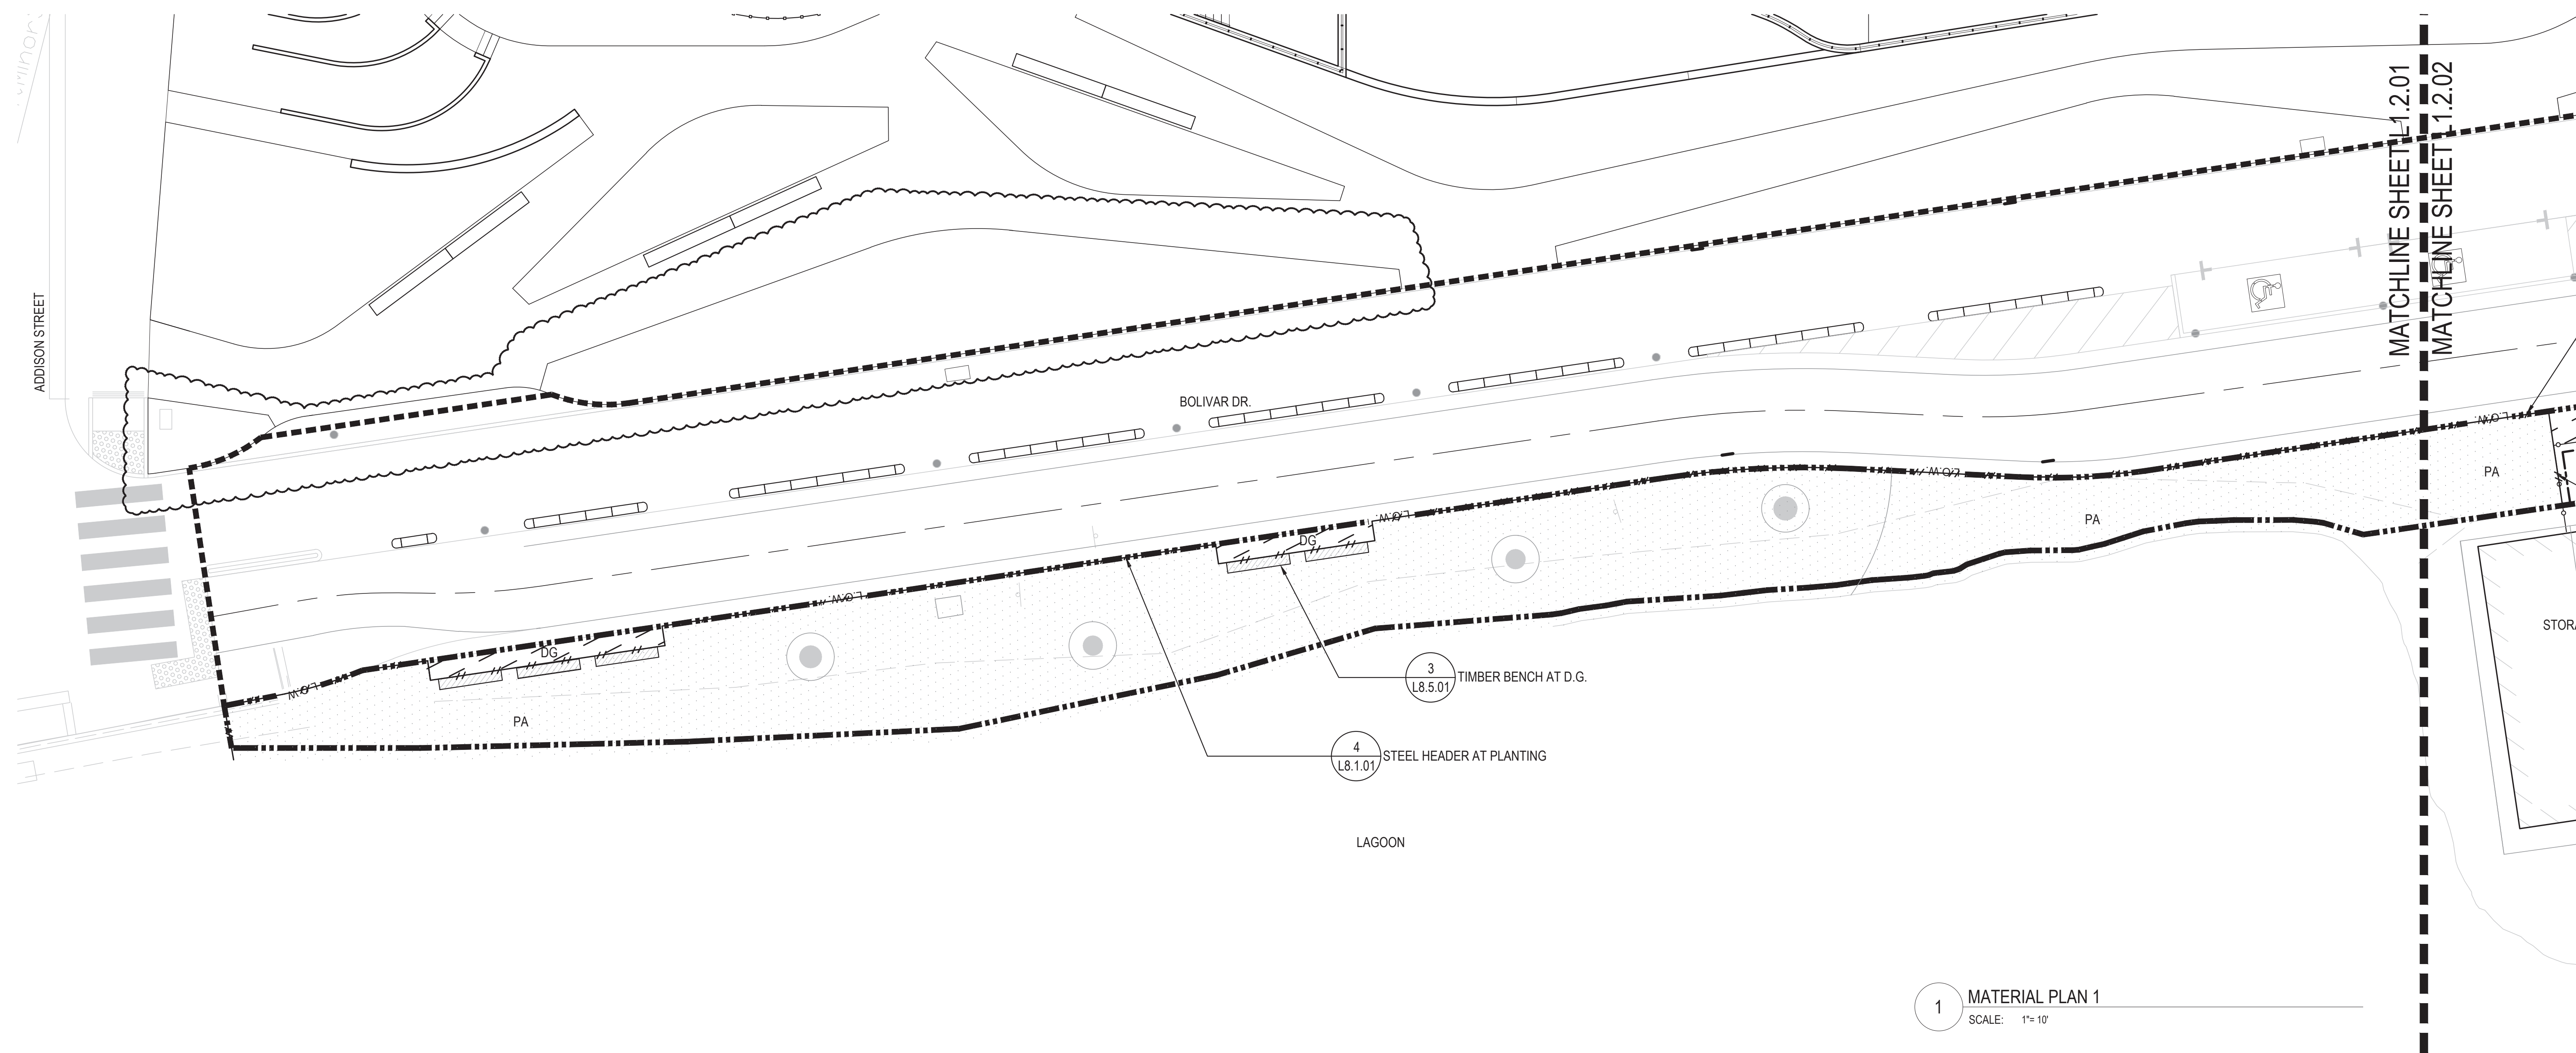 ADDISON STREET
MATCHLINE SHEET L1.2.01
MATCHLINE SHEET L1.2.02
BOLIVAR DR.
L.O.W.
L.O.W.
PA
PA
L.O.W.
DG
L.O.W.
DG
L.O.W.
PA
STORA
3
L8.5.01
TIMBER BENCH AT D.G.
4
L8.1.01
STEEL HEADER AT PLANTING
LAGOON
1
MATERIAL PLAN 1
SCALE: 1"= 10'